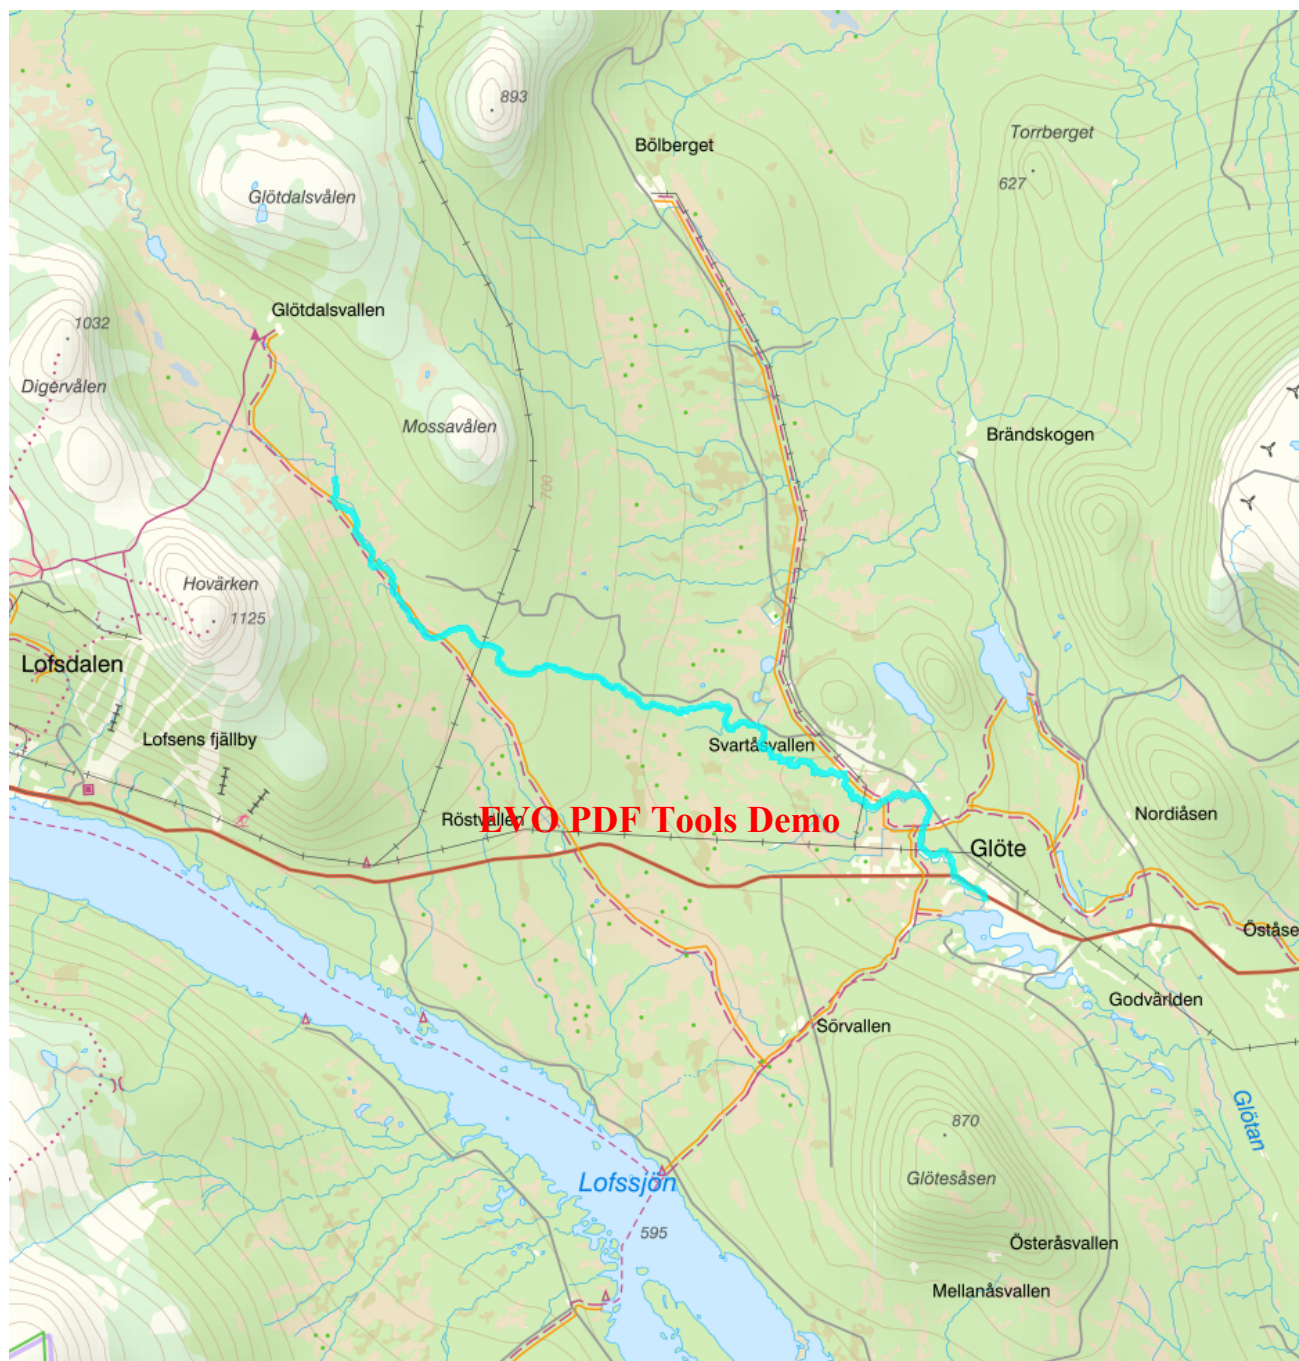 893
Bölberget
Torrberget
627
Glötdalsvålen
Glötdalsvallen
1032
Digervålen
Mossavålen
Brändskogen
700
Hovärken
1125
Lofsdalen
Lofsens fjällby
Svartåsvallen
Nordiåsen
Röstvallen
EVO PDF Tools Demo
Glöte
Öståse
Godvärlden
Sörvallen
Glötan
870
Glötesåsen
Lofssjön
595
Österåsvallen
Mellanåsvallen